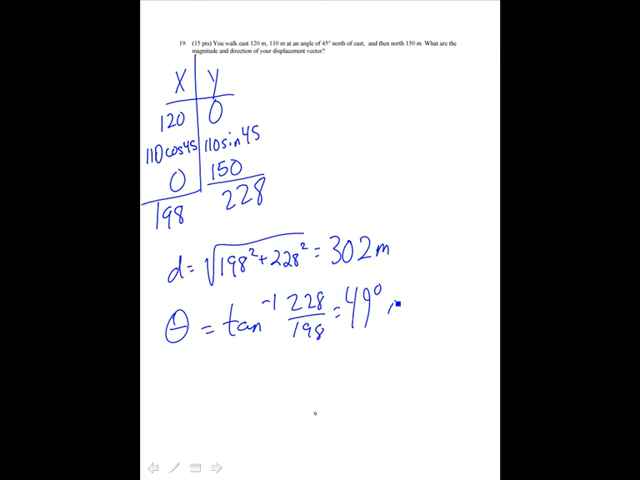 19. (15 pts) You walk east 120 m, 110 m at an angle of 45° north of east, and then north 150 m. What are the
magnitude and direction of your displacement vector?
X Y
120 0
110cos45 110sin45
0 150
198 228
d = √198² + 228² = 302 m
θ = tan⁻¹ 228/198 = 49°
9